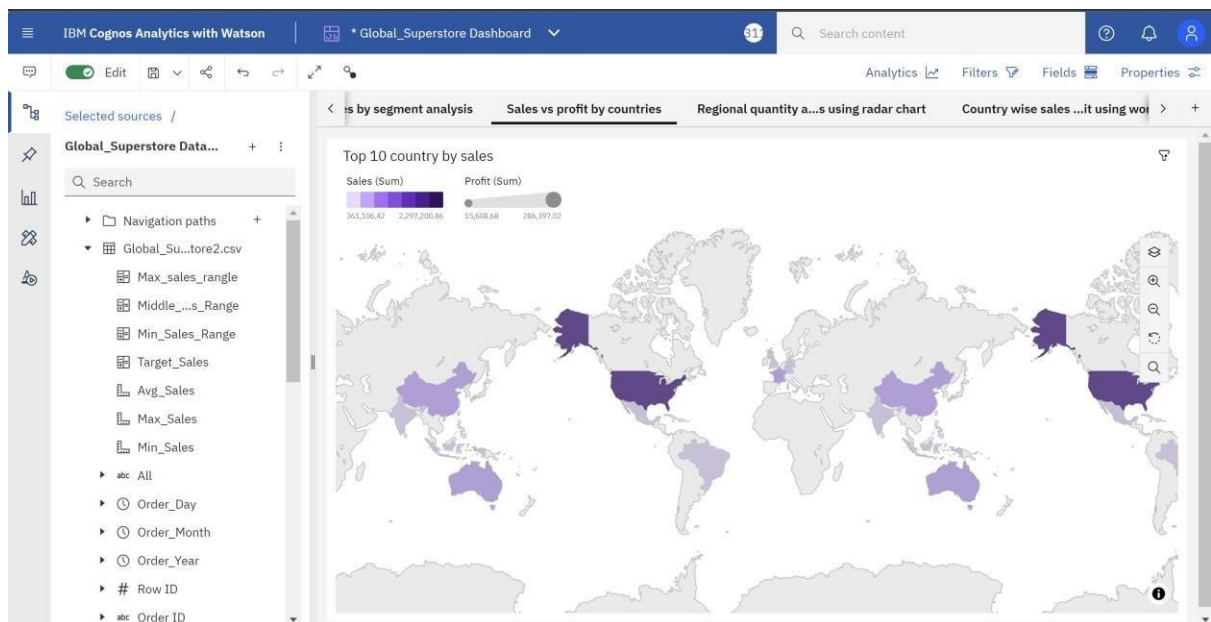 IBM Cognos Analytics with Watson
* Global_Superstore Dashboard
Search content
Edit
Analytics
Filters
Fields
Properties
Selected sources /
Global_Superstore Data...
Search
Navigation paths
Global_Su...tore2.csv
Max_sales_rangle
Middle_...s_Range
Min_Sales_Range
Target_Sales
Avg_Sales
Max_Sales
Min_Sales
abc All
Order_Day
Order_Month
Order_Year
# Row ID
abc Order ID
s by segment analysis
Sales vs profit by countries
Regional quantity a...s using radar chart
Country wise sales ...it using wor
Top 10 country by sales
Sales (Sum)
Profit (Sum)
361,106.42
2,297,200.86
15,608.68
286,397.02